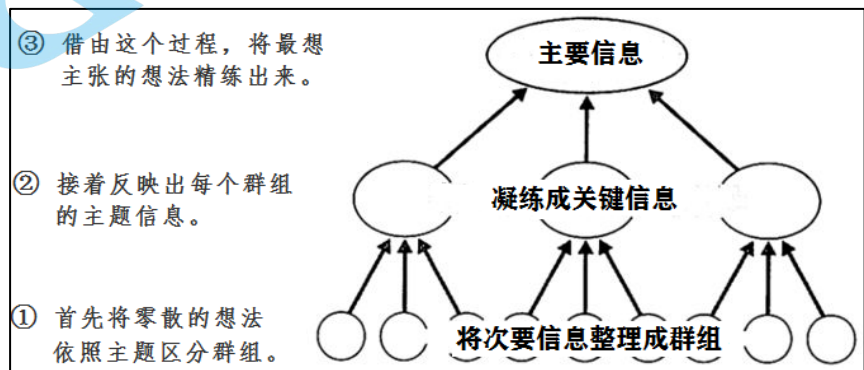 ③ 借由这个过程，将最想
主张的想法精练出来。
主要信息
② 接着反映出每个群组
的主题信息。
凝练成关键信息
① 首先将零散的想法
依照主题区分群组。
将次要信息整理成群组